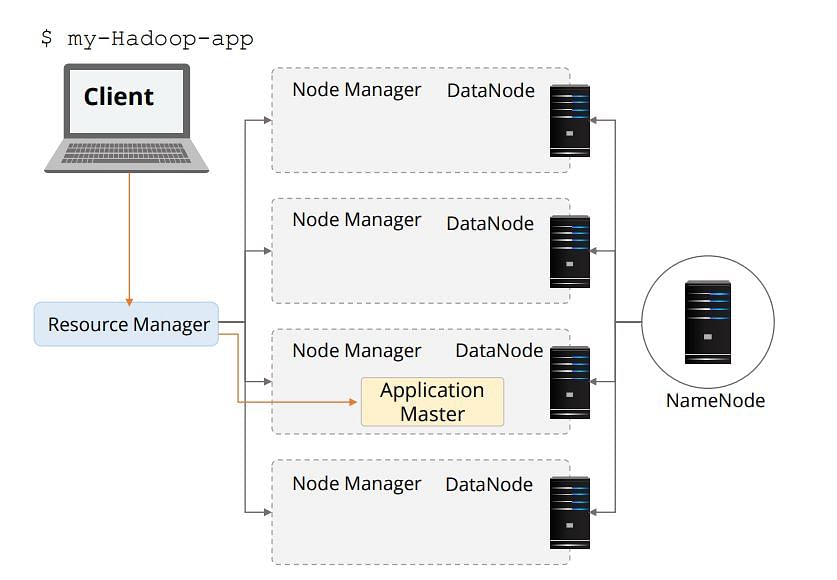 $ my-Hadoop-app
Client
Node Manager DataNode
Node Manager DataNode
Resource Manager
Node Manager DataNode
Application
Master
NameNode
Node Manager DataNode